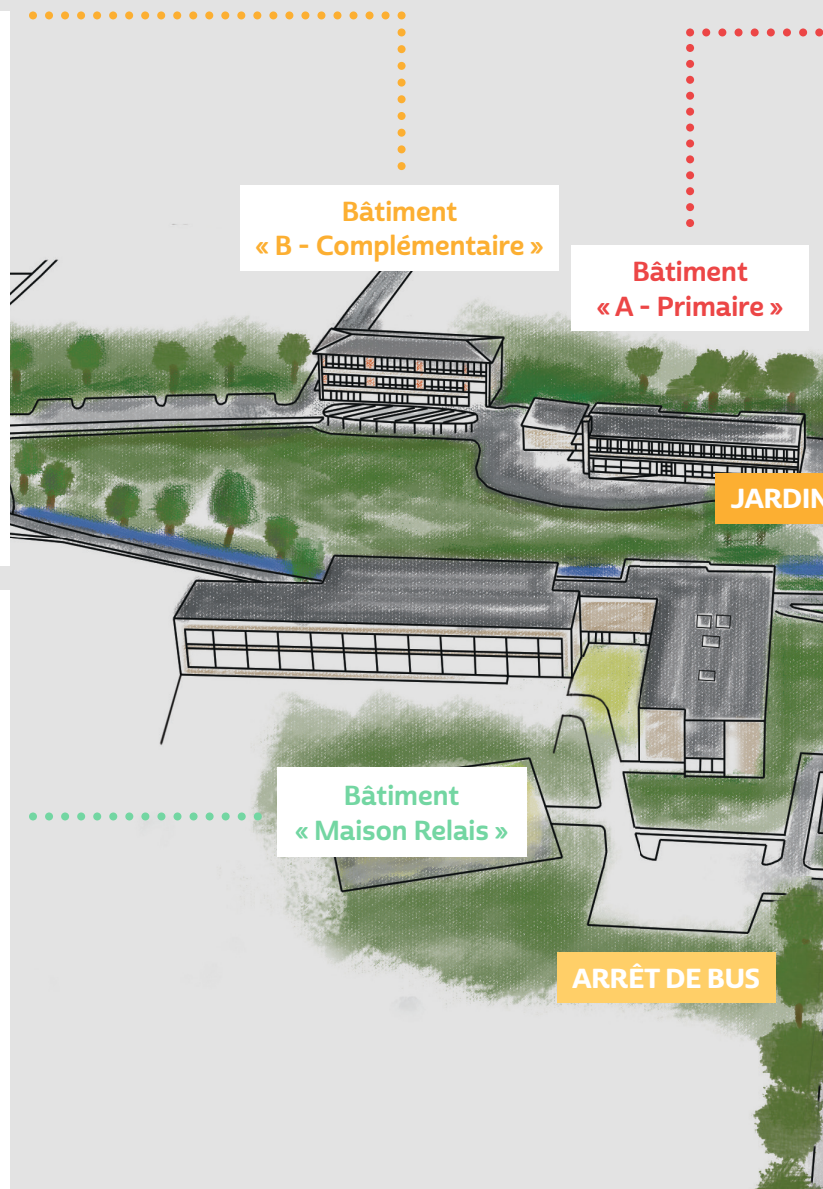 Bâtiment
« B - Complémentaire »
Bâtiment
« A - Primaire »
JARDIN
Bâtiment
« Maison Relais »
ARRÊT DE BUS